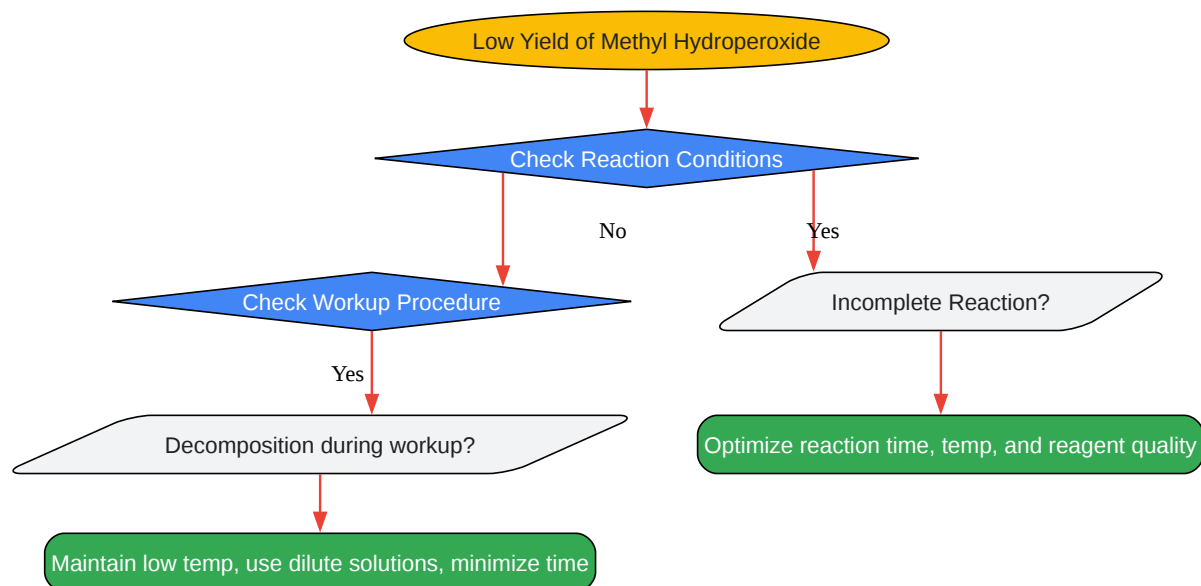 Low Yield of Methyl Hydroperoxide
Check Reaction Conditions
No
Yes
Check Workup Procedure
Incomplete Reaction?
Yes
Decomposition during workup?
Optimize reaction time, temp, and reagent quality
Maintain low temp, use dilute solutions, minimize time